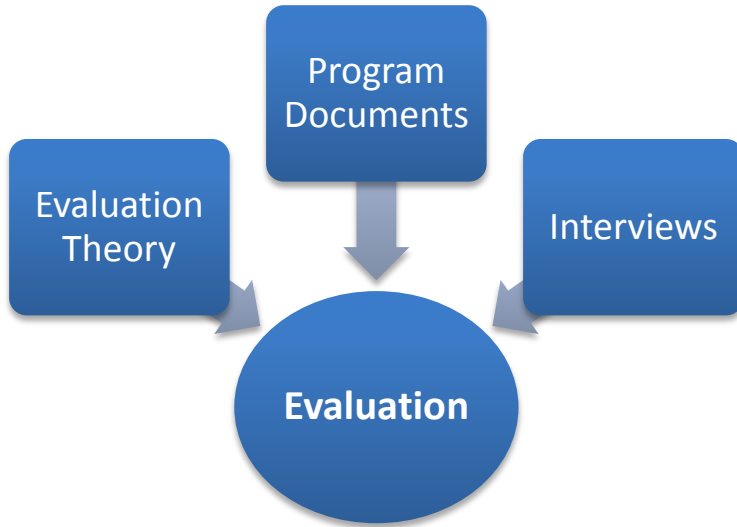 Program
Documents
Evaluation
Theory
Interviews
Evaluation